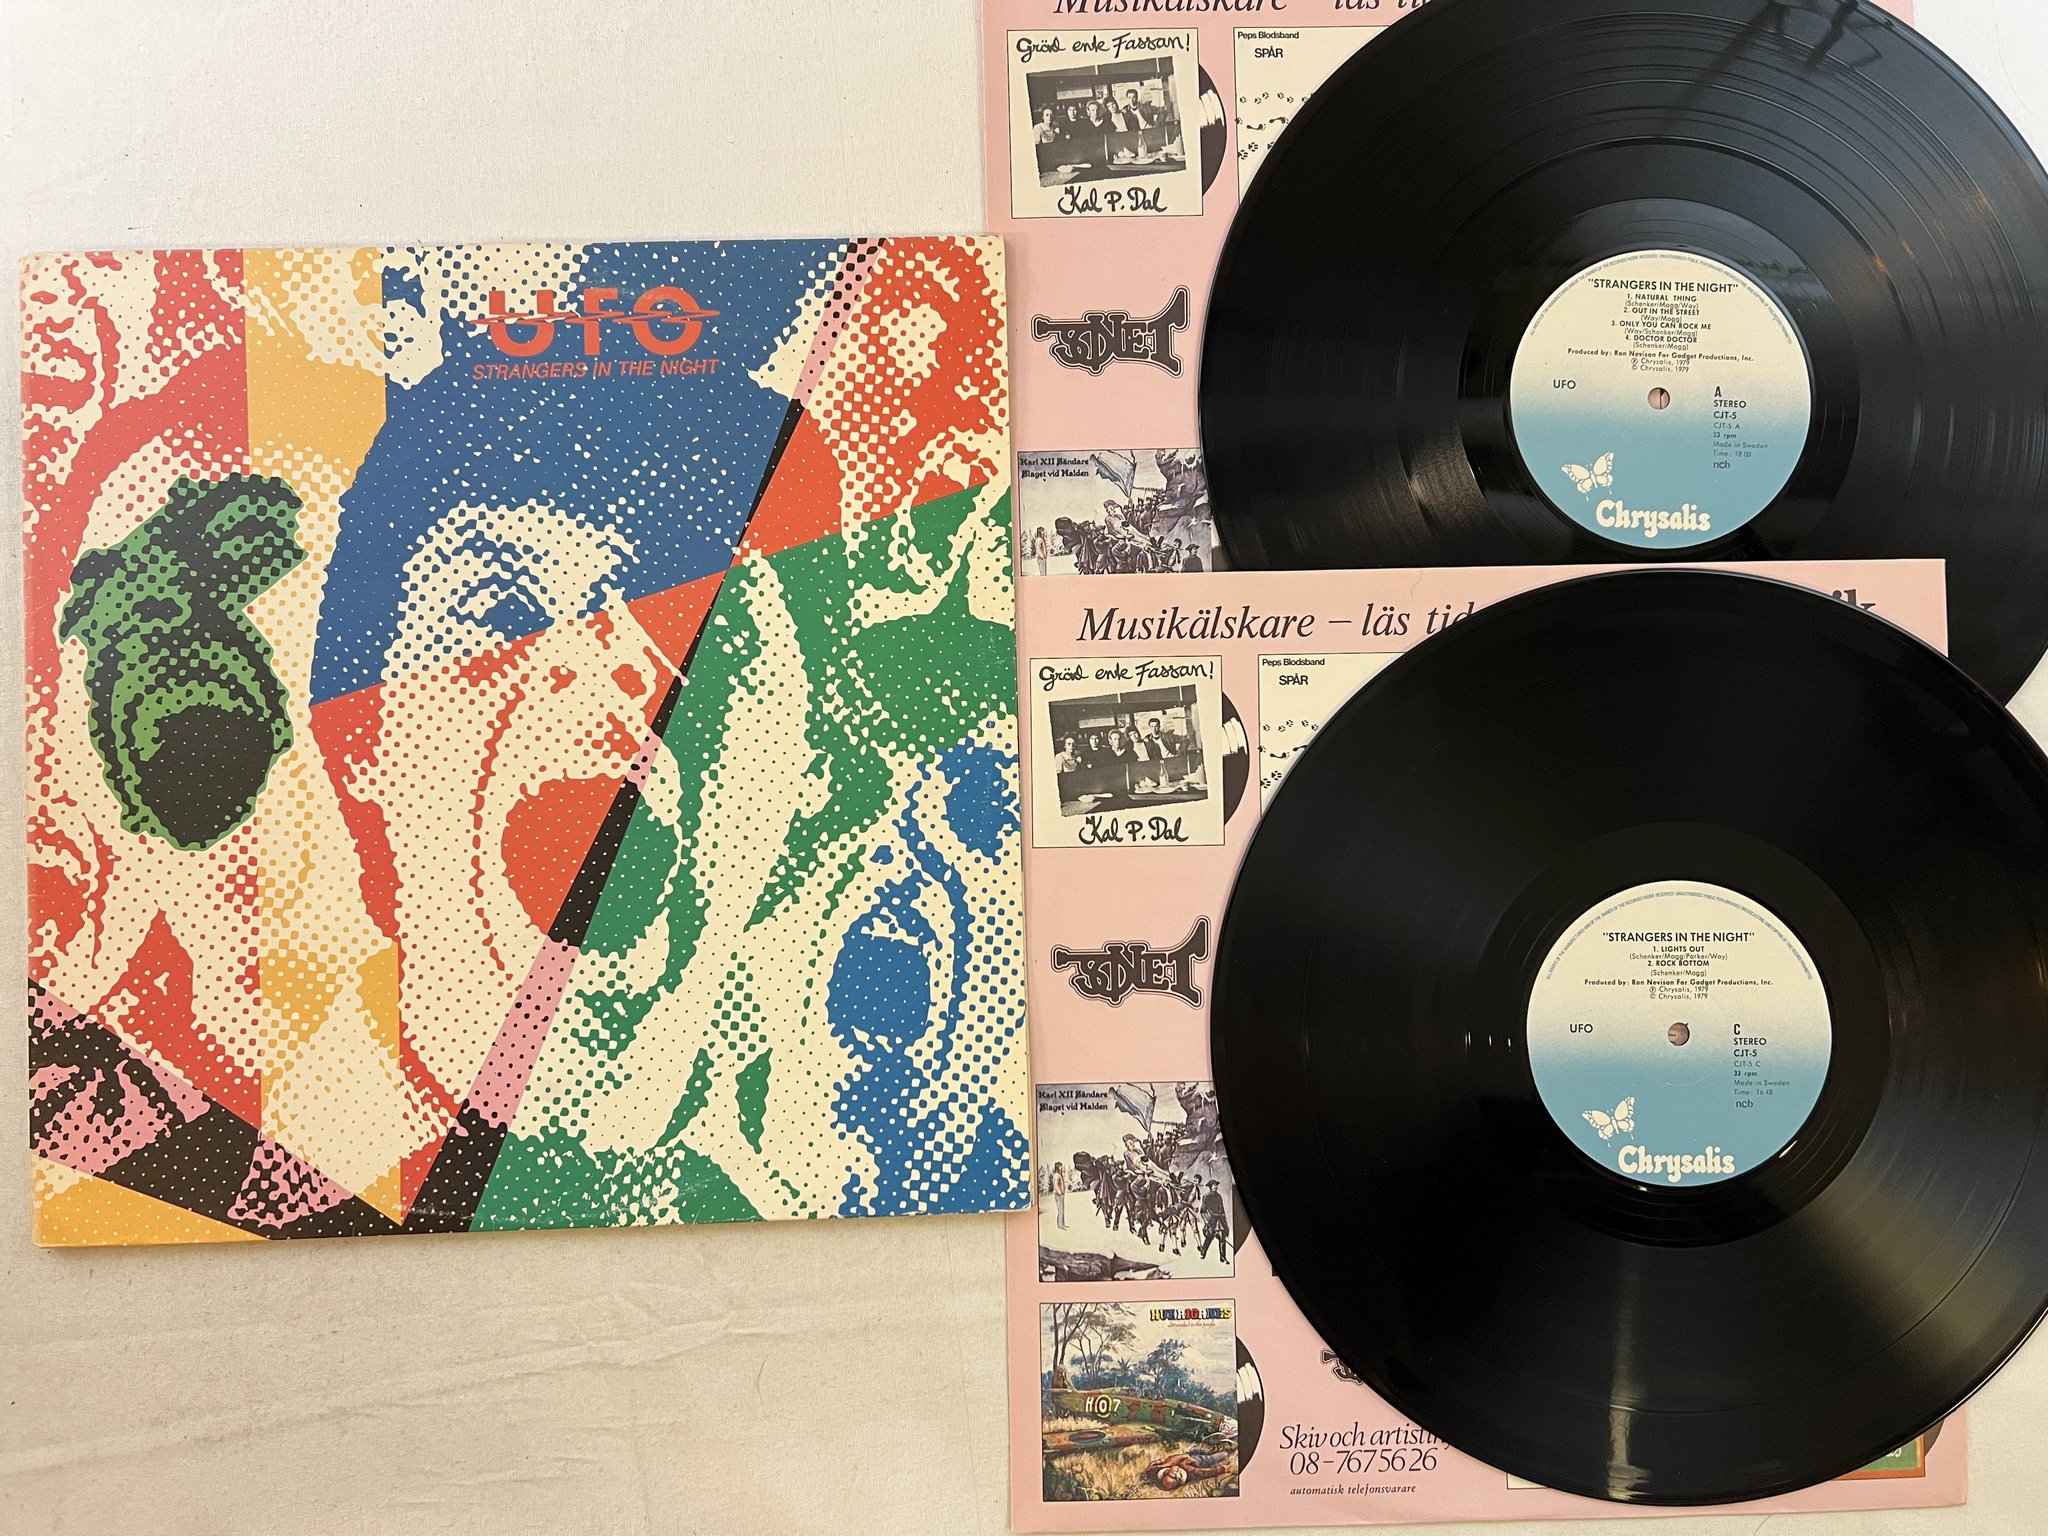 UFO
STRANGERS IN THE NIGHT
Musikälskare – läs
Gröd ente Fassan!
Kal P. Dal
Peps Blodsband
SPÅR
Karl XII Bändare
Slaget vid Halden
"STRANGERS IN THE NIGHT"
1. NATURAL THING
(Schenker/Mogg/Way)
2. OUT IN THE STREET
(Way/Mogg)
3. ONLY YOU CAN ROCK ME
(Way/Schenker/Mogg)
4. DOCTOR DOCTOR
(Schenker/Mogg)
Produced by: Ron Nevison For Gadget Productions, Inc.
Ⓟ Chrysalis, 1979
© Chrysalis, 1979
UFO
A
STEREO
CJT-5
CJT-5 A
33 rpm
Made in Sweden
Time: 18.00
ncb
Chrysalis
Musikälskare – läs
Gröd ente Fassan!
Kal P. Dal
Peps Blodsband
SPÅR
Karl XII Bändare
Slaget vid Halden
HURRIGANES
H 7
Skiv och
08-7675626
automatisk telefonsvarare
"STRANGERS IN THE NIGHT"
1. LIGHTS OUT
(Schenker/Mogg/Parker/Way)
2. ROCK BOTTOM
(Schenker/Mogg)
Produced by: Ron Nevison For Gadget Productions, Inc.
Ⓟ Chrysalis, 1979
© Chrysalis, 1979
UFO
C
STEREO
CJT-5
CJT-5 C
33 rpm
Made in Sweden
Time: 16.48
ncb
Chrysalis